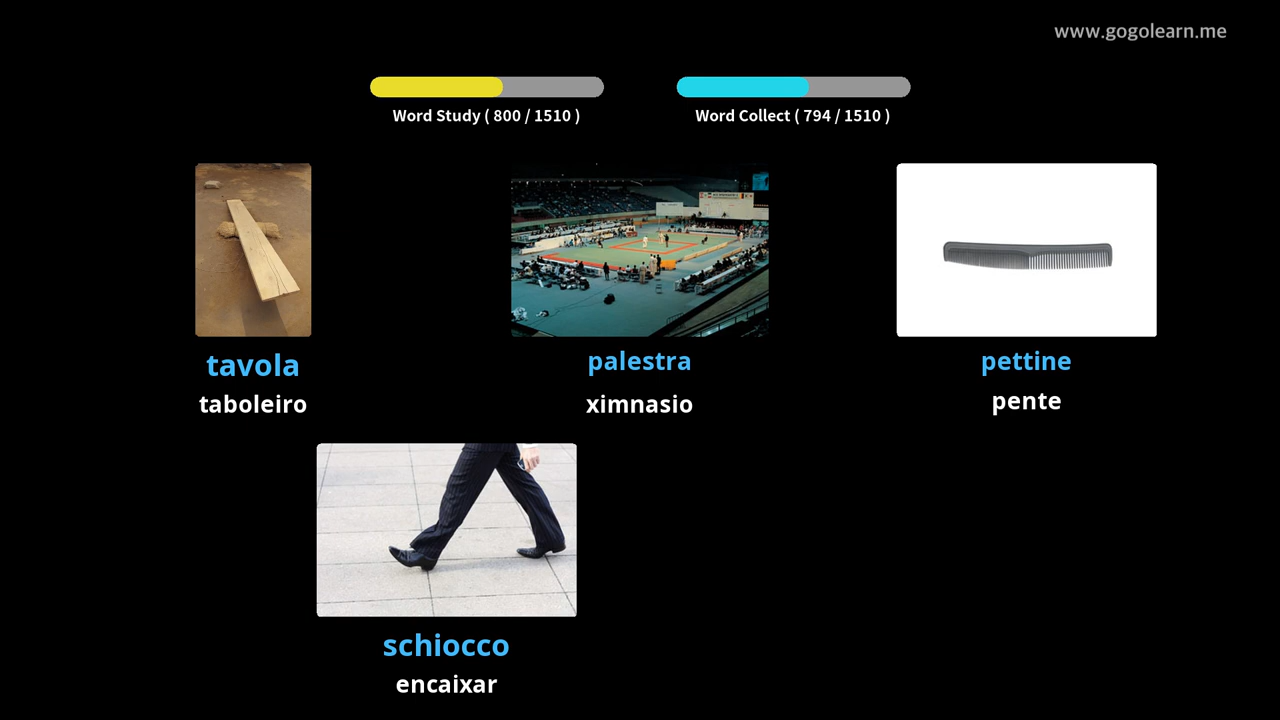 www.gogolearn.me
Word Study ( 800 / 1510 )
Word Collect ( 794 / 1510 )
tavola
taboleiro
palestra
ximnasio
pettine
pente
schiocco
encaixar